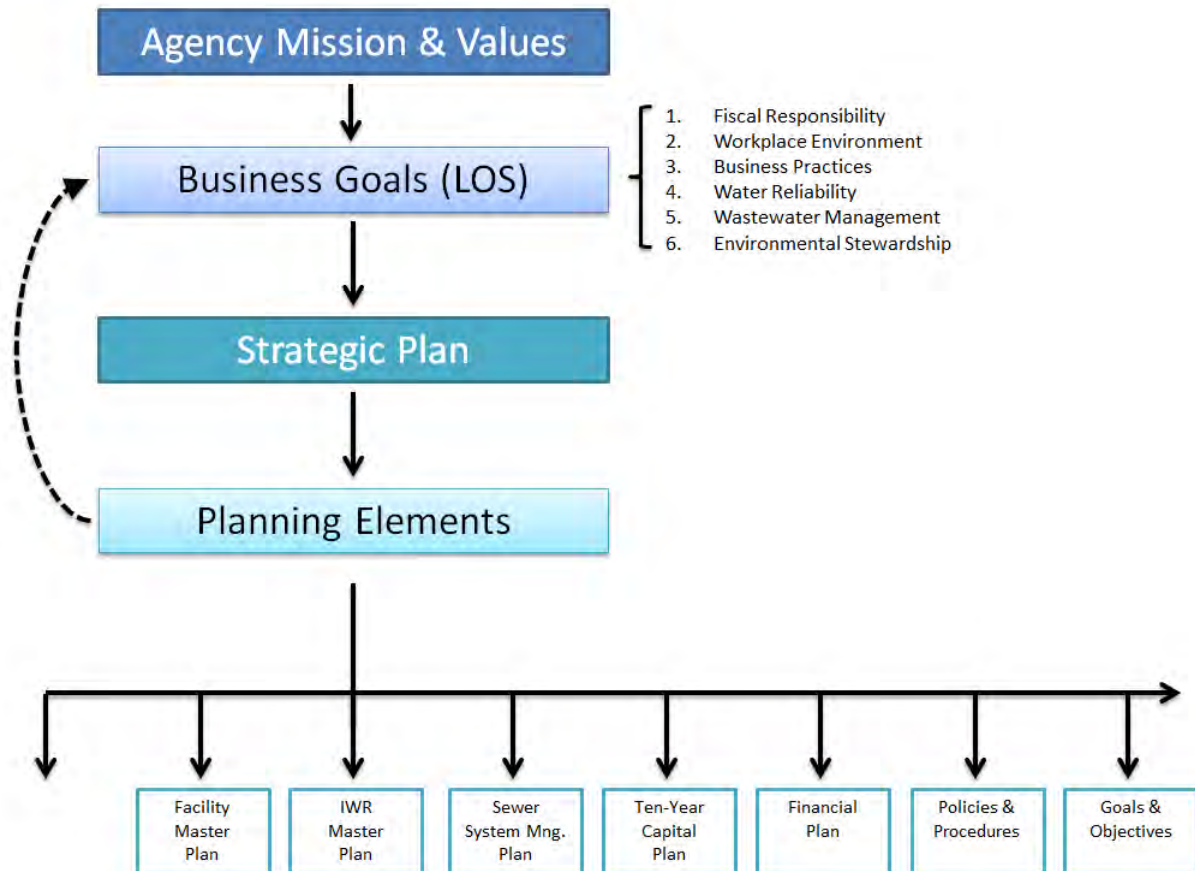 Agency Mission & Values
Business Goals (LOS)
1. Fiscal Responsibility
2. Workplace Environment
3. Business Practices
4. Water Reliability
5. Wastewater Management
6. Environmental Stewardship
Strategic Plan
Planning Elements
Facility
Master
Plan
IWR
Master
Plan
Sewer
System Mng.
Plan
Ten-Year
Capital
Plan
Financial
Plan
Policies &
Procedures
Goals &
Objectives